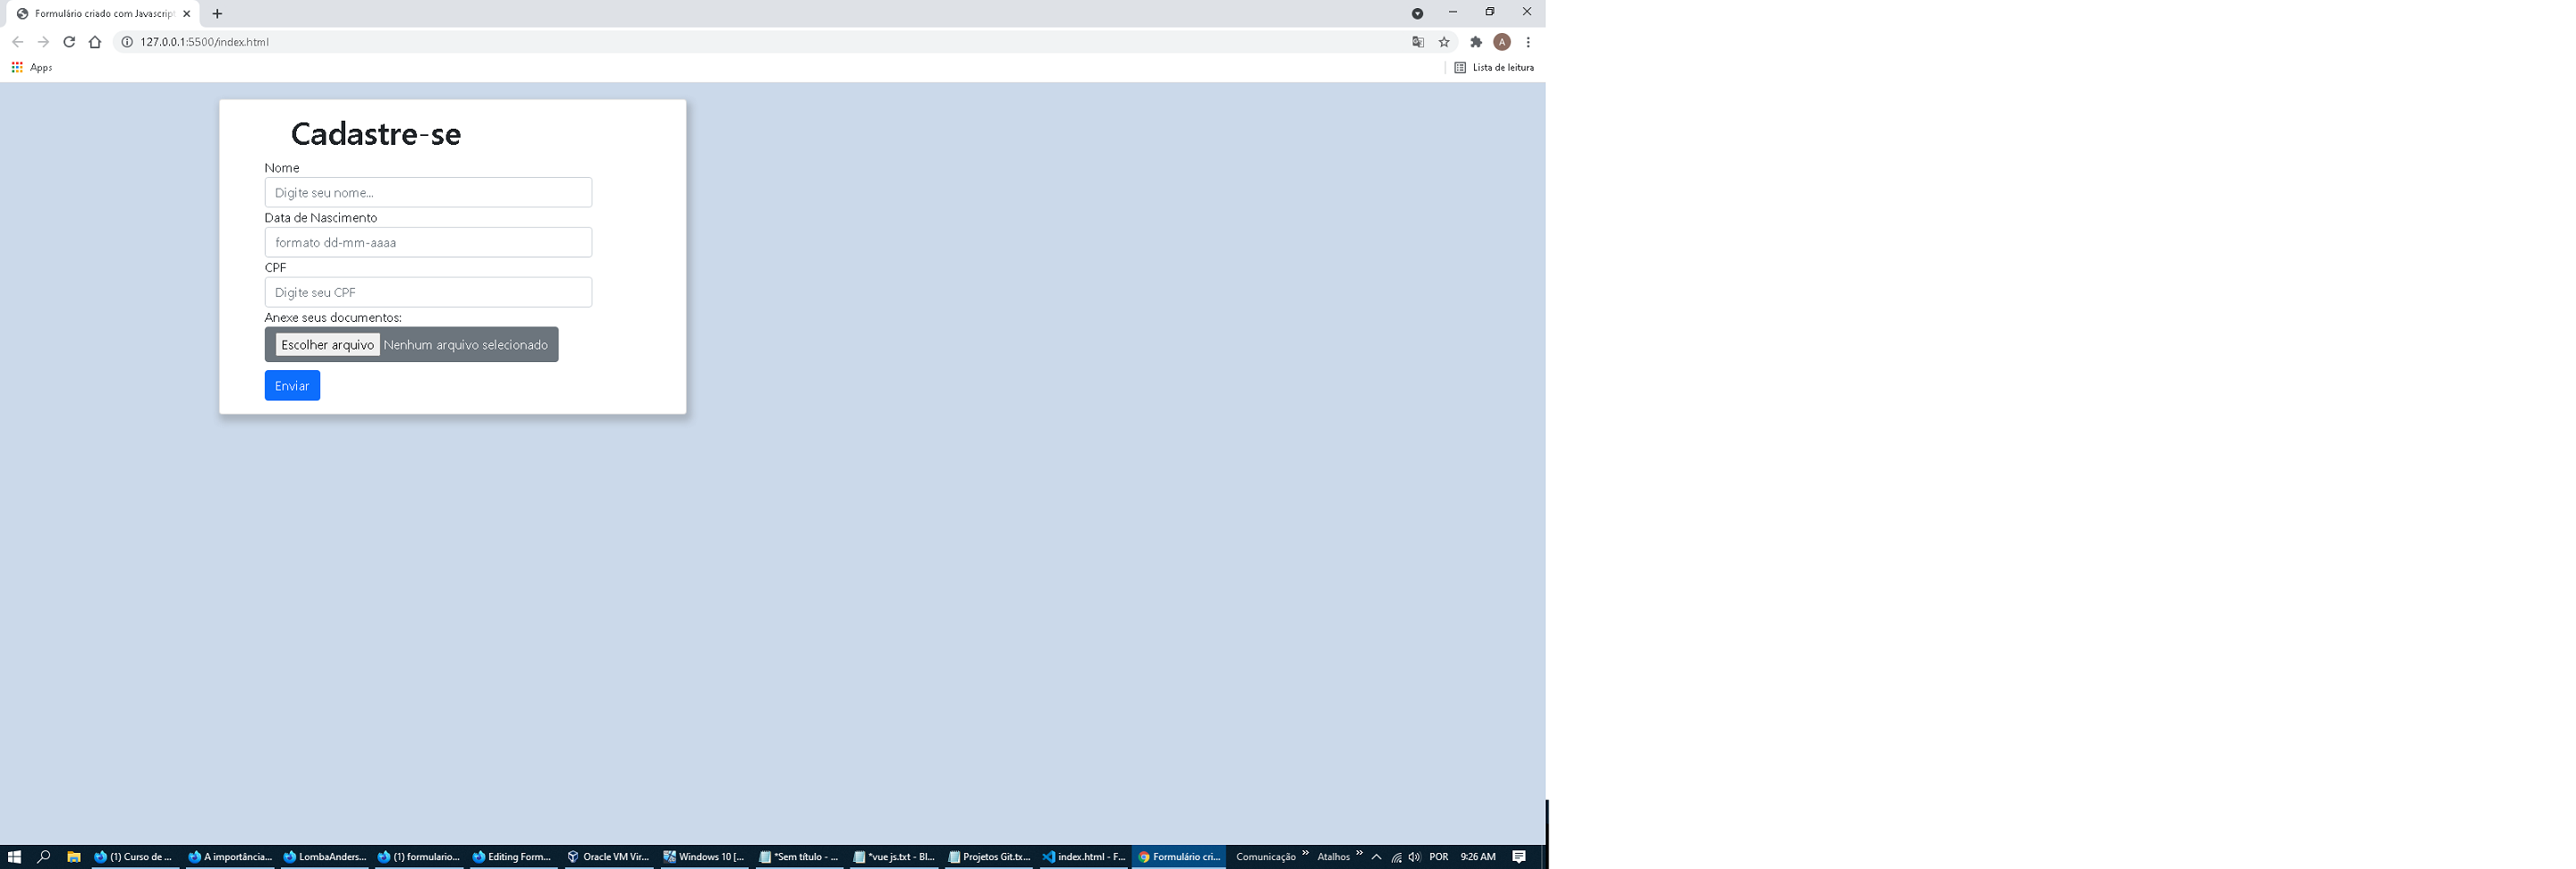 Formulário criado com Javascript
127.0.0.1:5500/index.html
Apps
Lista de leitura
Cadastre-se
Nome
Digite seu nome...
Data de Nascimento
formato dd-mm-aaaa
CPF
Digite seu CPF
Anexe seus documentos:
Escolher arquivo Nenhum arquivo selecionado
Enviar
(1) Curso de ... A importância... LombaAnders... (1) formulario... Editing Form... Oracle VM Vir... Windows 10 [... *Sem título - ... *vue js.txt - Bl... Projetos Git.tx... index.html - F... Formulário cri... Comunicação Atalhos POR 9:26 AM